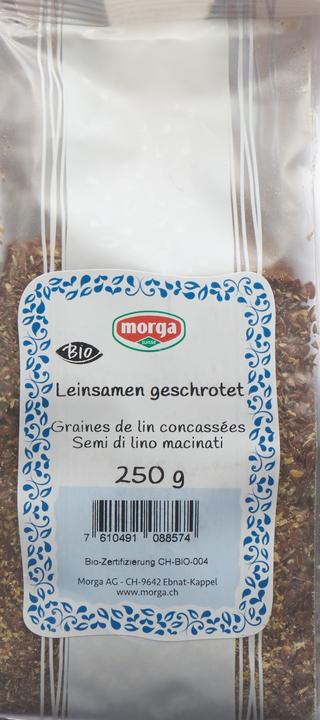 morga
suisse
BIO
Leinsamen geschrotet
Graines de lin concassées
Semi di lino macinati
250 g
7 610491 088574
Bio-Zertifizierung CH-BIO-004
Morga AG - CH-9642 Ebnat-Kappel
www.morga.ch